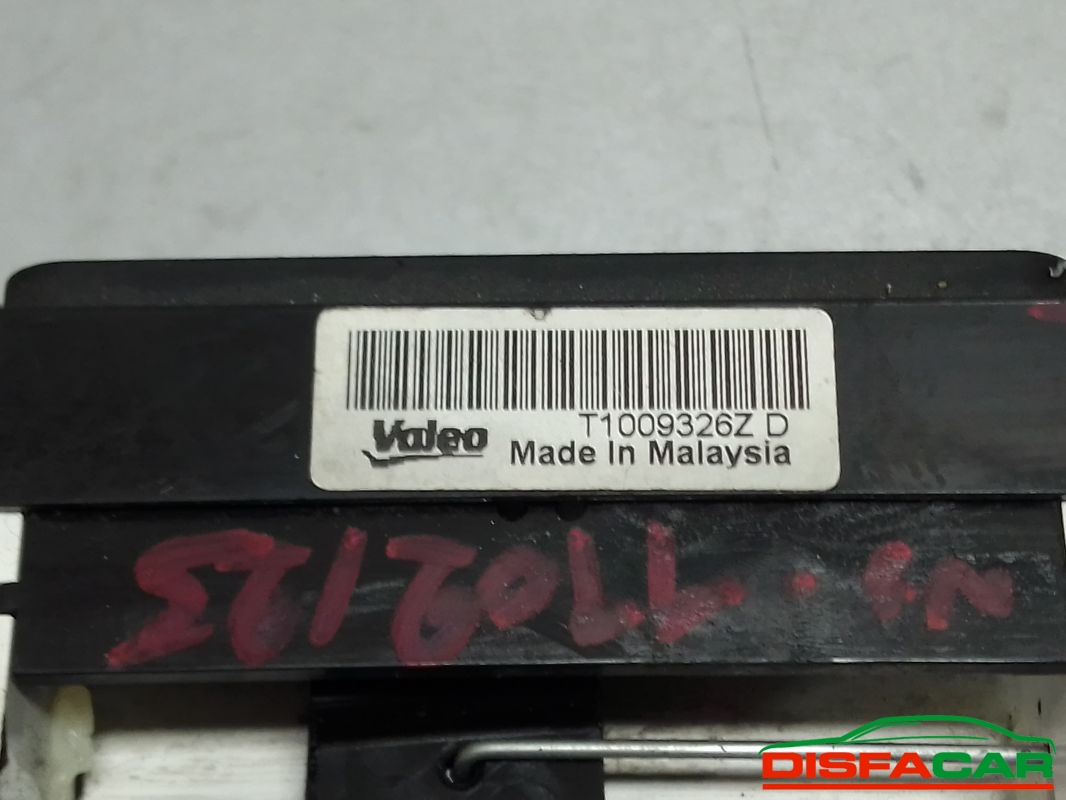 Valeo
T1009326Z D
Made In Malaysia
DISFACAR